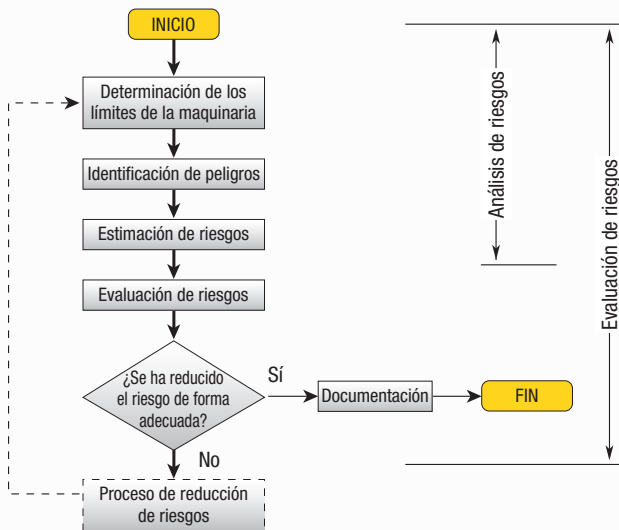 INICIO
Determinación de los
límites de la maquinaria
Identificación de peligros
Estimación de riesgos
Evaluación de riesgos
¿Se ha reducido
el riesgo de forma
adecuada?
Sí
Documentación
FIN
No
Proceso de reducción
de riesgos
Análisis de riesgos
Evaluación de riesgos